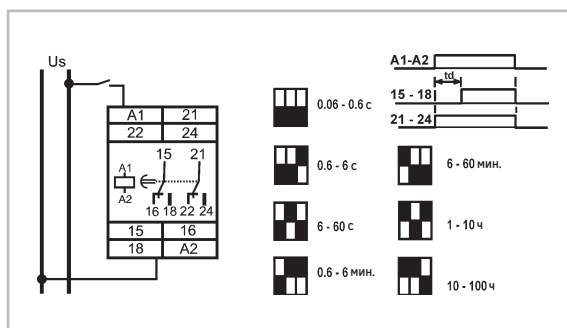 Us
A1 21
22 24
15 21
A1
A2
16 18 22 24
15 16
18 A2
0.06 - 0.6 с
0.6 - 6 с
6 - 60 с
0.6 - 6 мин.
A1-A2
td
15 - 18
21 - 24
6 - 60 мин.
1 - 10 ч
10 - 100 ч